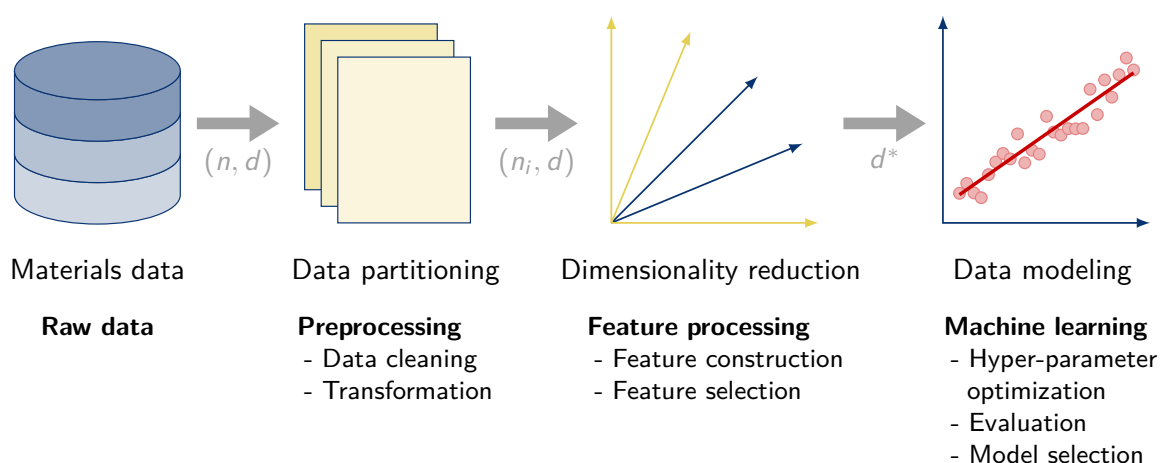 (n, d)
(n_i, d)
d*
Materials data
Data partitioning
Dimensionality reduction
Data modeling
Raw data
Preprocessing
- Data cleaning
- Transformation
Feature processing
- Feature construction
- Feature selection
Machine learning
- Hyper-parameter
optimization
- Evaluation
- Model selection